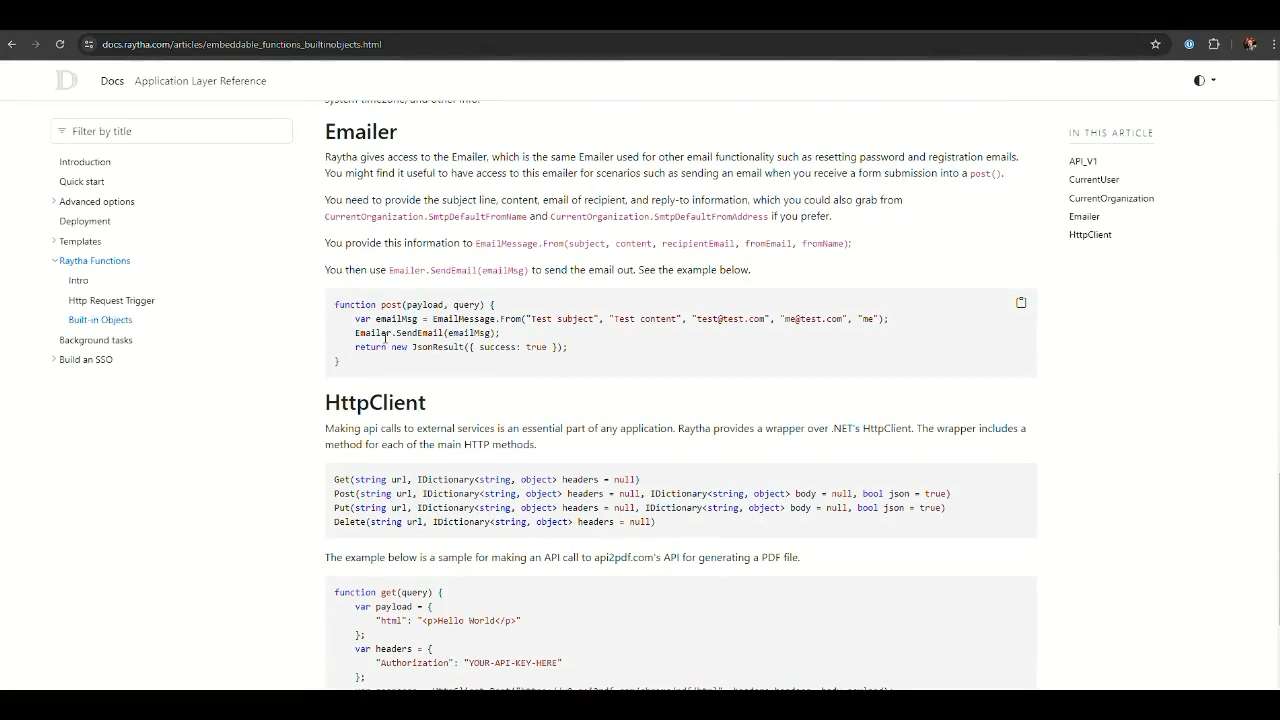 docs.raytha.com/articles/embeddable_functions_builtinobjects.html
Docs
Application Layer Reference
Filter by title
Introduction
Quick start
Advanced options
Deployment
Templates
Raytha Functions
Intro
Http Request Trigger
Built-in Objects
Background tasks
Build an SSO
system timezone, and other info.
Emailer
Raytha gives access to the Emailer, which is the same Emailer used for other email functionality such as resetting password and registration emails.
You might find it useful to have access to this emailer for scenarios such as sending an email when you receive a form submission into a post().
You need to provide the subject line, content, email of recipient, and reply-to information, which you could also grab from
CurrentOrganization.SmtpDefaultFromName and CurrentOrganization.SmtpDefaultFromAddress if you prefer.
You provide this information to EmailMessage.From(subject, content, recipientEmail, fromEmail, fromName);
You then use Emailer.SendEmail(emailMsg) to send the email out. See the example below.
function post(payload, query) {
var emailMsg = EmailMessage.From("Test subject", "Test content", "test@test.com", "me@test.com", "me");
Emailer.SendEmail(emailMsg);
return new JsonResult({ success: true });
}
HttpClient
Making api calls to external services is an essential part of any application. Raytha provides a wrapper over .NET's HttpClient. The wrapper includes a
method for each of the main HTTP methods.
Get(string url, IDictionary<string, object> headers = null)
Post(string url, IDictionary<string, object> headers = null, IDictionary<string, object> body = null, bool json = true)
Put(string url, IDictionary<string, object> headers = null, IDictionary<string, object> body = null, bool json = true)
Delete(string url, IDictionary<string, object> headers = null)
The example below is a sample for making an API call to api2pdf.com's API for generating a PDF file.
function get(query) {
var payload = {
"html": "<p>Hello World</p>"
};
var headers = {
"Authorization": "YOUR-API-KEY-HERE"
};
IN THIS ARTICLE
API_V1
CurrentUser
CurrentOrganization
Emailer
HttpClient